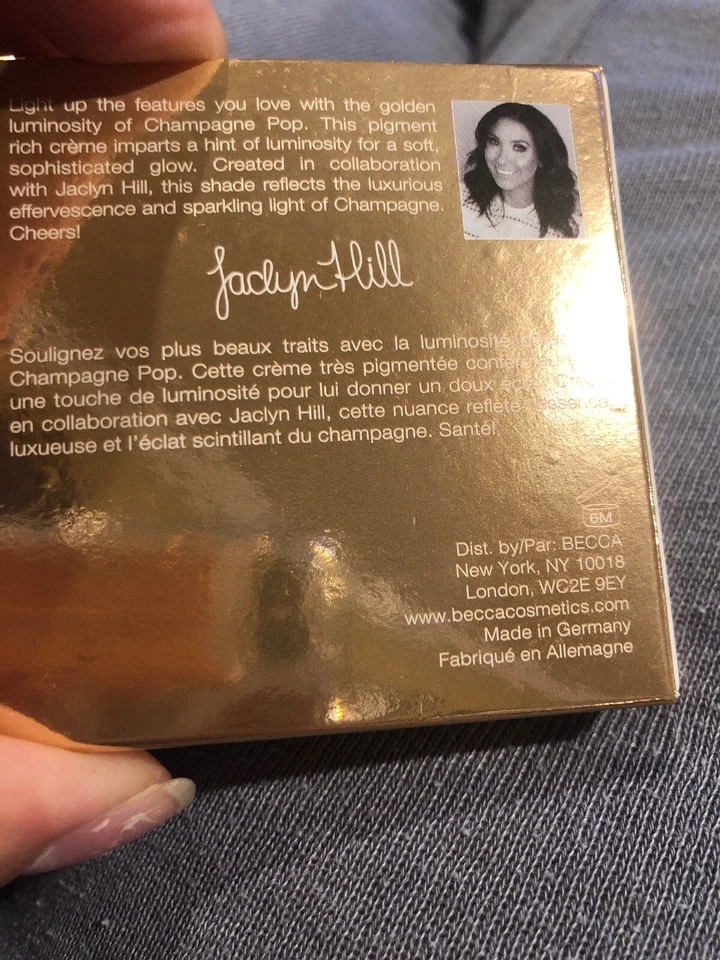 Light up the features you love with the golden
luminosity of Champagne Pop. This pigment
rich crème imparts a hint of luminosity for a soft,
sophisticated glow. Created in collaboration
with Jaclyn Hill, this shade reflects the luxurious
effervescence and sparkling light of Champagne.
Cheers!
Jaclyn Hill
Soulignez vos plus beaux traits avec la luminosité
Champagne Pop. Cette crème très pigmentée
une touche de luminosité pour lui donner un doux
en collaboration avec Jaclyn Hill, cette nuance
luxueuse et l'éclat scintillant du champagne. Santé!
6M
Dist. by/Par: BECCA
New York, NY 10018
London, WC2E 9EY
www.beccacosmetics.com
Made in Germany
Fabriqué en Allemagne